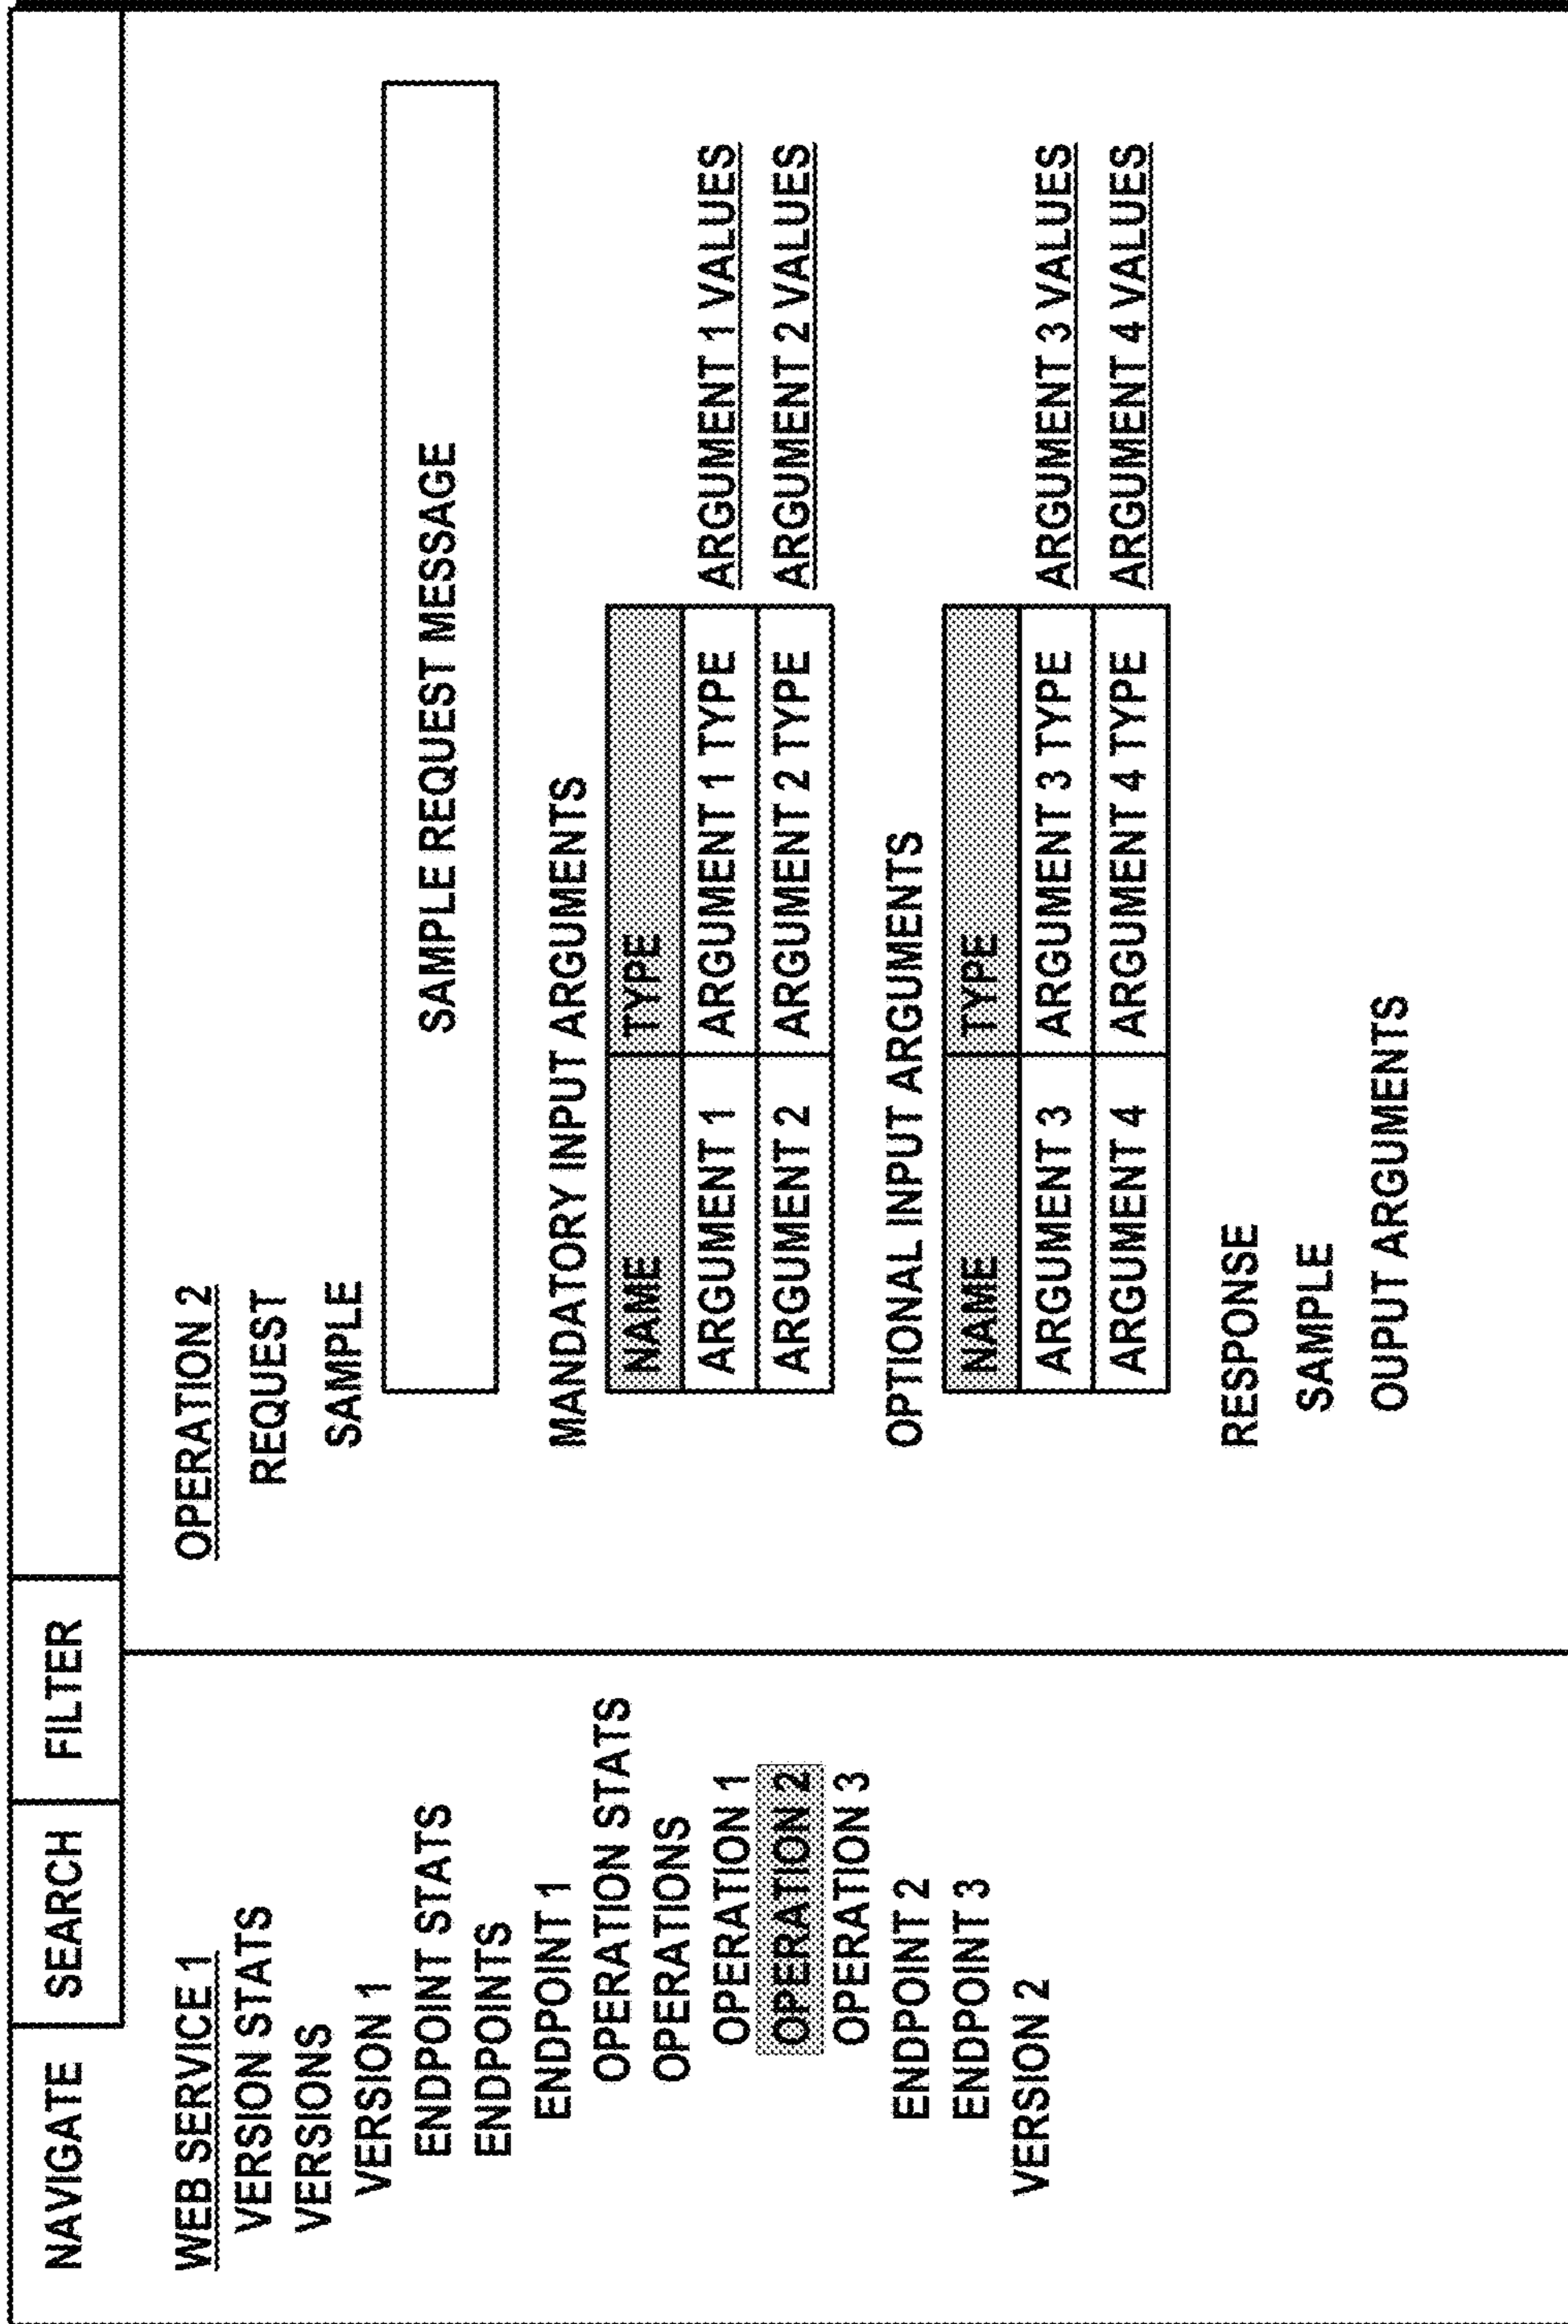 NAVIGATE SEARCH FILTER
WEB SERVICE 1
VERSION STATS
VERSIONS
VERSION 1
ENDPOINT STATS
ENDPOINTS
ENDPOINT 1
OPERATION STATS
OPERATIONS
OPERATION 1
OPERATION 2
OPERATION 3
ENDPOINT 2
ENDPOINT 3
VERSION 2
OPERATION 2
REQUEST
SAMPLE
SAMPLE REQUEST MESSAGE
MANDATORY INPUT ARGUMENTS
NAME TYPE
ARGUMENT 1 ARGUMENT 1 TYPE ARGUMENT 1 VALUES
ARGUMENT 2 ARGUMENT 2 TYPE ARGUMENT 2 VALUES
OPTIONAL INPUT ARGUMENTS
NAME TYPE
ARGUMENT 3 ARGUMENT 3 TYPE ARGUMENT 3 VALUES
ARGUMENT 4 ARGUMENT 4 TYPE ARGUMENT 4 VALUES
RESPONSE
SAMPLE
OUPUT ARGUMENTS